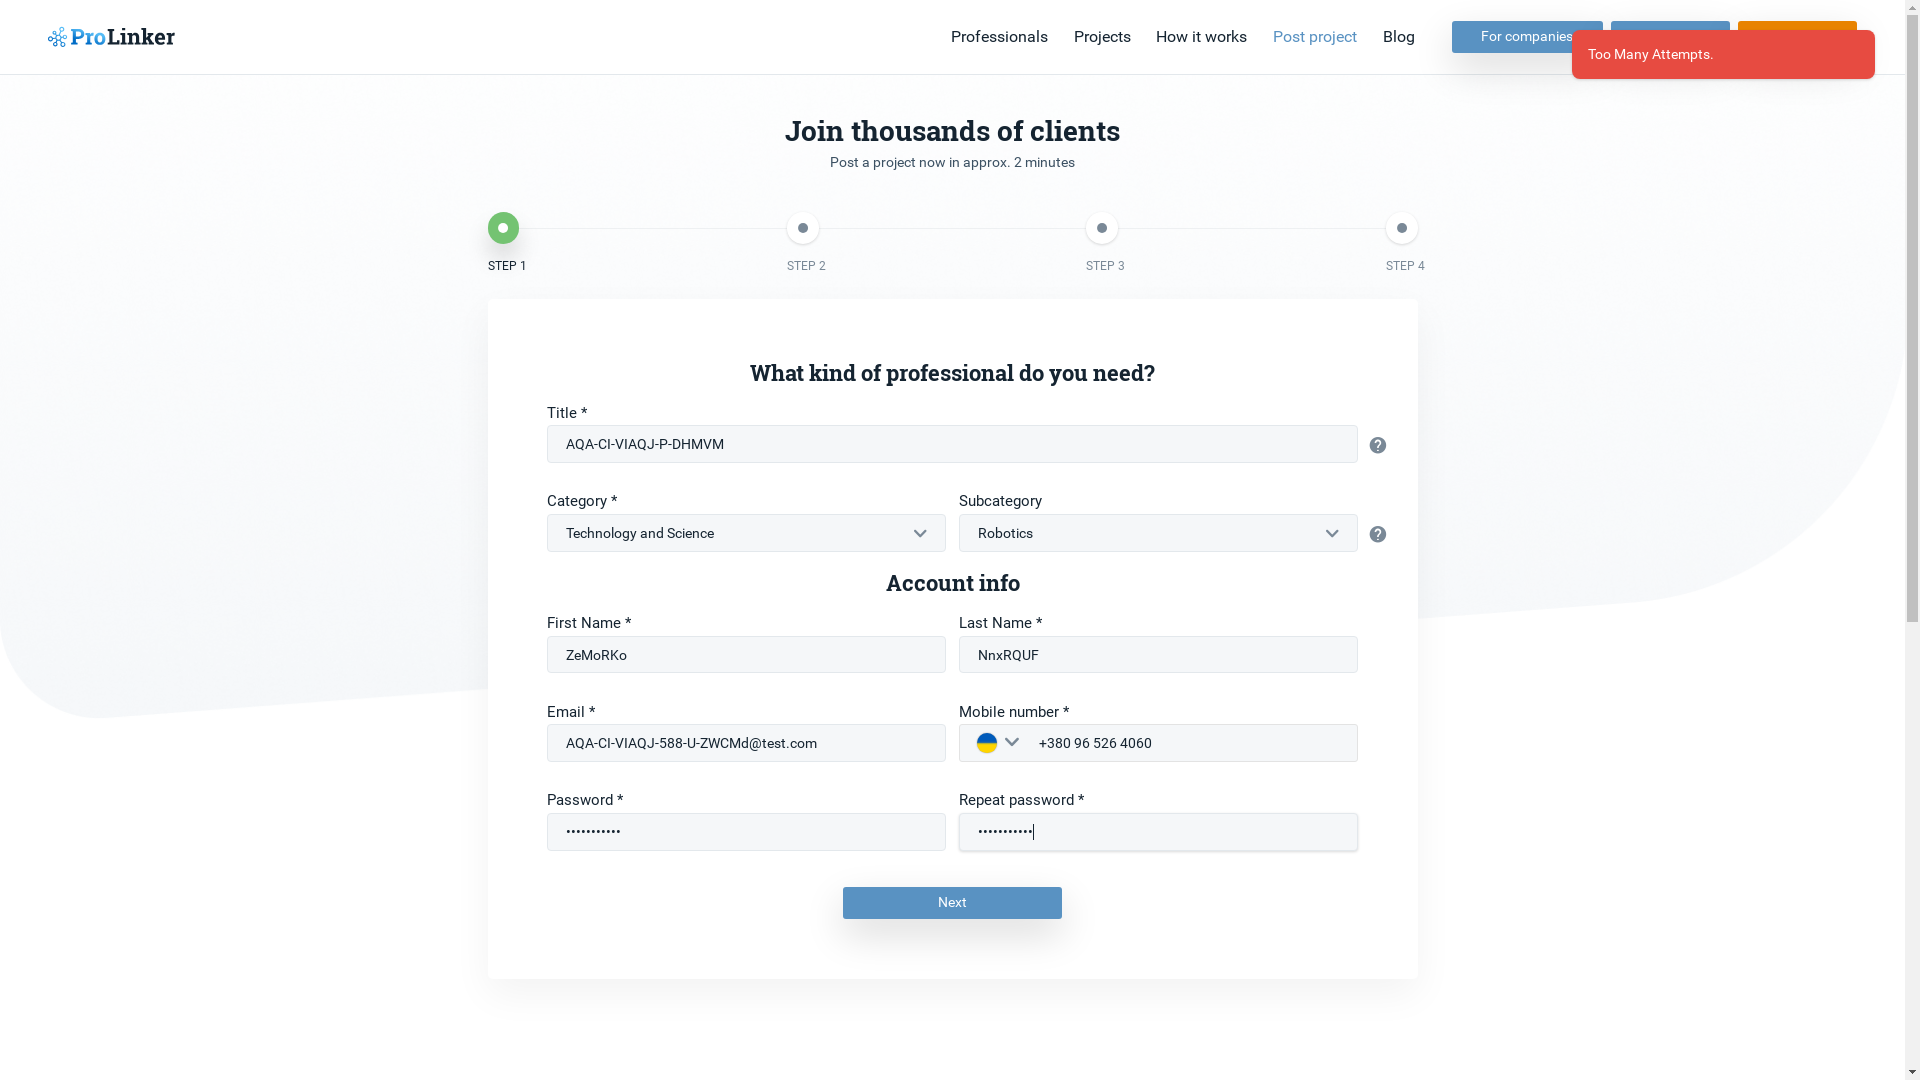 ProLinker
Professionals Projects How it works Post project Blog For companies
Too Many Attempts.
Join thousands of clients
Post a project now in approx. 2 minutes
STEP 1 STEP 2 STEP 3 STEP 4
What kind of professional do you need?
Title *
AQA-CI-VIAQJ-P-DHMVM
Category * Subcategory
Technology and Science Robotics
Account info
First Name * Last Name *
ZeMoRKo NnxRQUF
Email * Mobile number *
AQA-CI-VIAQJ-588-U-ZWCMd@test.com +380 96 526 4060
Password * Repeat password *
••••••••••• •••••••••••
Next